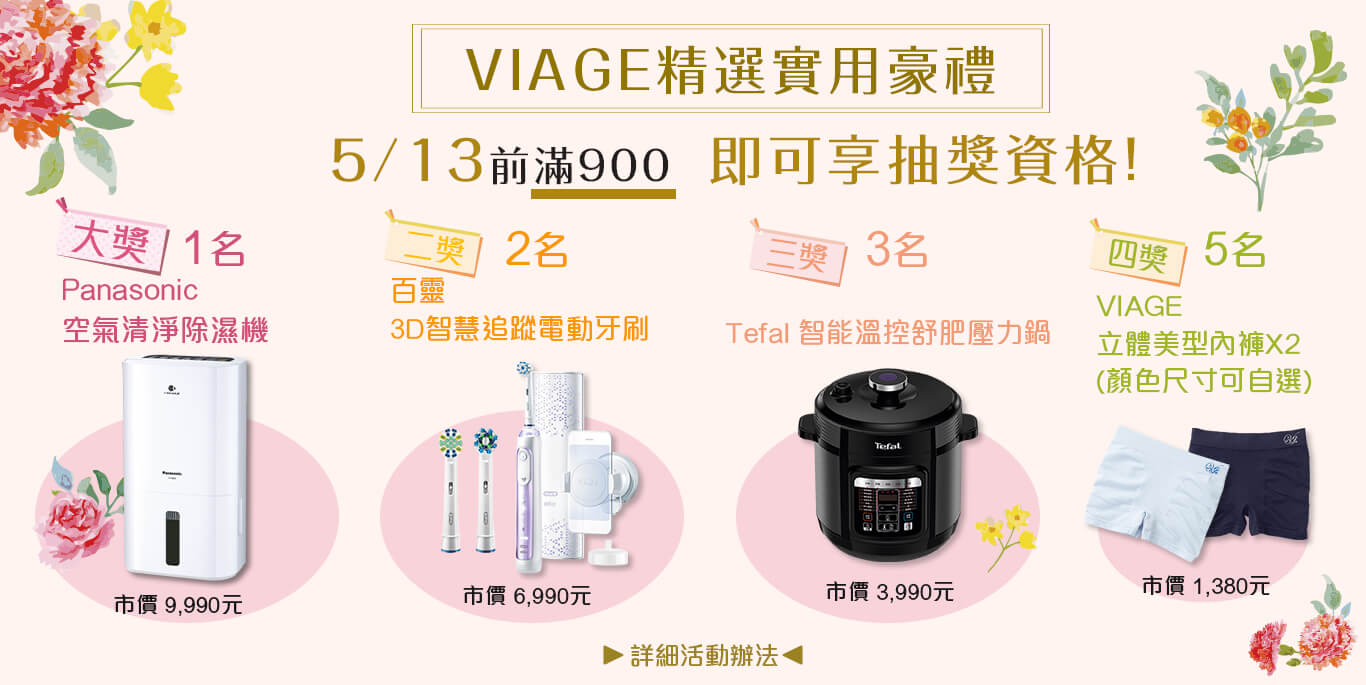 VIAGE精選實用豪禮
5/13前滿900 即可享抽獎資格!
大獎 1名
Panasonic
空氣清淨除濕機
市價 9,990元
二獎 2名
百靈
3D智慧追蹤電動牙刷
市價 6,990元
三獎 3名
Tefal 智能溫控舒肥壓力鍋
Tefal
市價 3,990元
四獎 5名
VIAGE
立體美型內褲X2
(顏色尺寸可自選)
市價 1,380元
▶詳細活動辦法◀